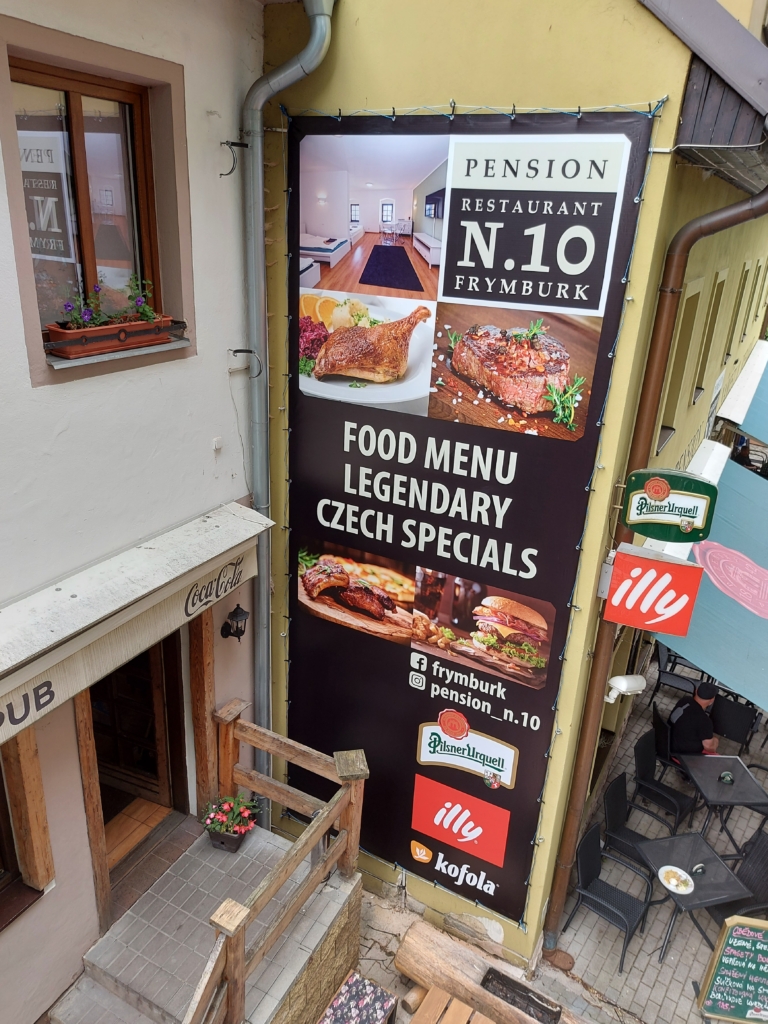 PENSION
RESTAURANT
N.10
FRYMBURK
FOOD MENU
LEGENDARY
CZECH SPECIALS
frymburk
pension_n.10
Pilsner Urquell
illy
kofola
Pilsner Urquell
illy
Coca-Cola
PUB